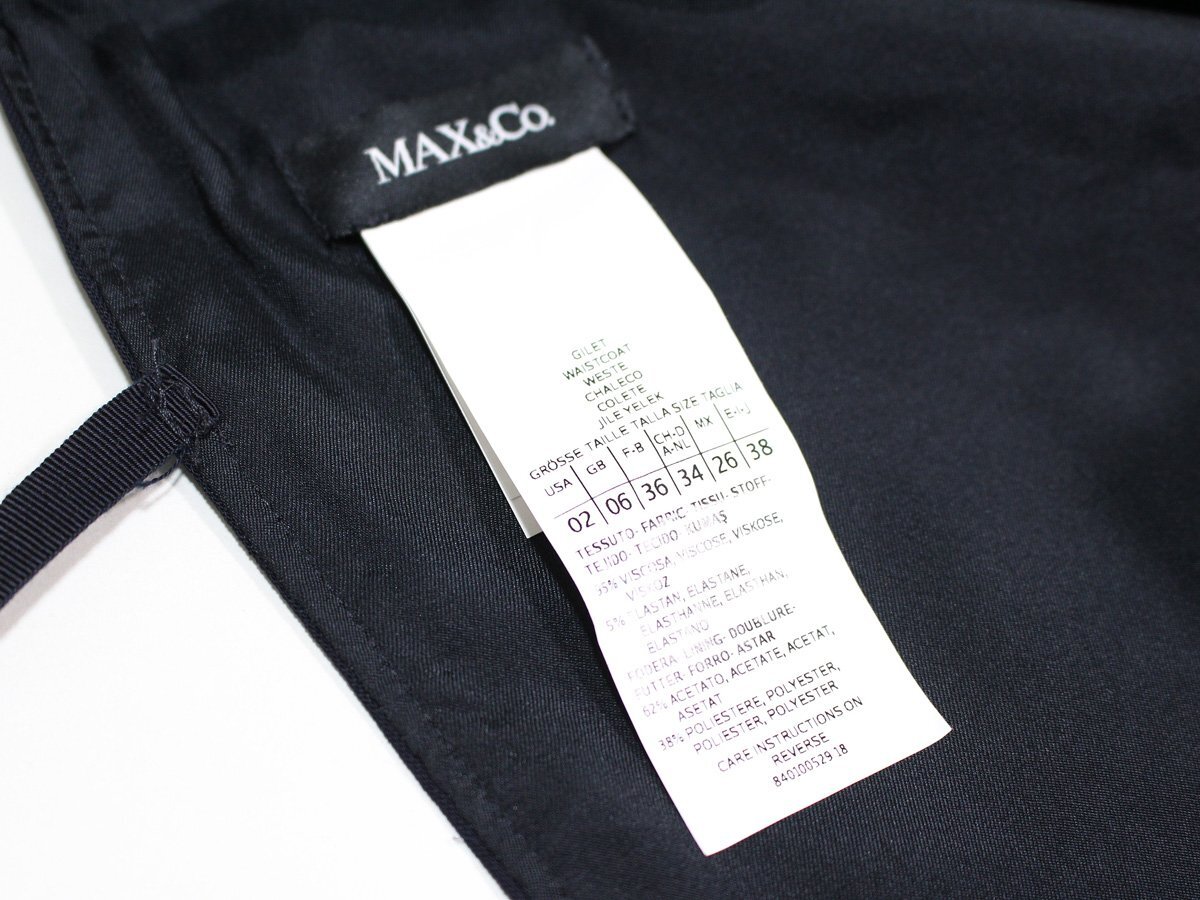 MAX&Co.
GILET
WAISTCOAT
WESTE
CHALECO
COLETE
JİLE YELEK
GRÖSSE TAILLE TALLA SIZE TAGLIA
USA GB F-B CH-D A-NL MX E-I-J
02 06 36 34 26 38
TESSUTO- FABRIC- TISSU- STOFF-
TEJIDO- TECIDO- KUMAŞ
95% VISCOSA, VISCOSE, VISKOSE,
VISKOZ
5% ELASTAN, ELASTANE,
ELASTHANNE, ELASTHAN,
ELASTANO
FODERA- LINING- DOUBLURE-
FUTTER- FORRO- ASTAR
62% ACETATO, ACETATE, ACETAT,
ASETAT
38% POLIESTERE, POLYESTER,
POLIESTER, POLYESTER
CARE INSTRUCTIONS ON
REVERSE
840100529 18